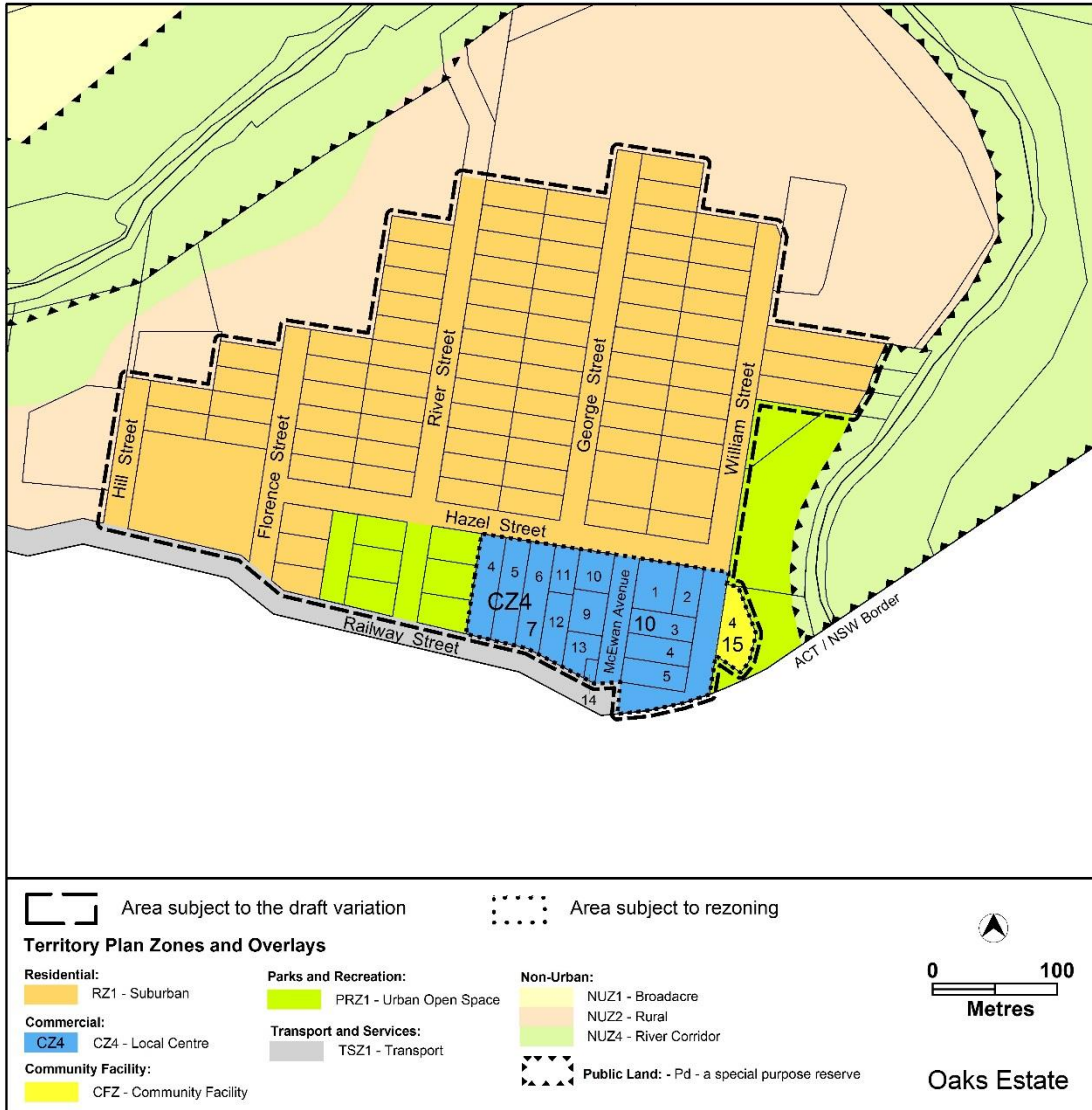 Hill Street
Florence Street
River Street
George Street
William Street
Hazel Street
4
5
6
11
10
CZ4
7
12
9
13
McEwan Avenue
1
2
10
3
4
5
4
15
Railway Street
14
ACT / NSW Border
Area subject to the draft variation
Area subject to rezoning
Territory Plan Zones and Overlays
Residential:
RZ1 - Suburban
Commercial:
CZ4
CZ4 - Local Centre
Community Facility:
CFZ - Community Facility
Parks and Recreation:
PRZ1 - Urban Open Space
Transport and Services:
TSZ1 - Transport
Non-Urban:
NUZ1 - Broadacre
NUZ2 - Rural
NUZ4 - River Corridor
Public Land: - Pd - a special purpose reserve
0 100
Metres
Oaks Estate